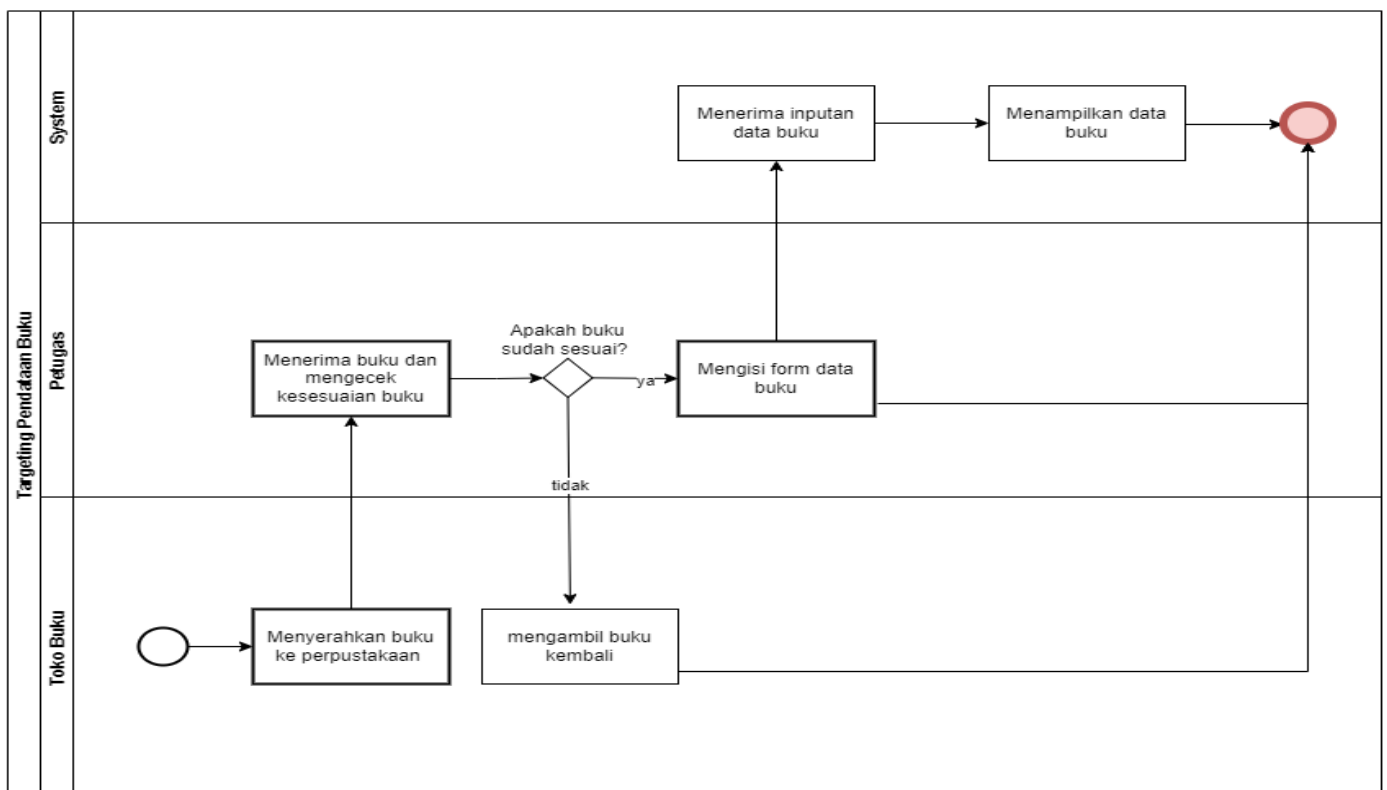 Targeting Pendataan Buku
System
Menerima inputan
data buku
Menampilkan data
buku
Petugas
Menerima buku dan
mengecek
kesesuaian buku
Apakah buku
sudah sesuai?
ya
Mengisi form data
buku
tidak
Toko Buku
Menyerahkan buku
ke perpustakaan
mengambil buku
kembali